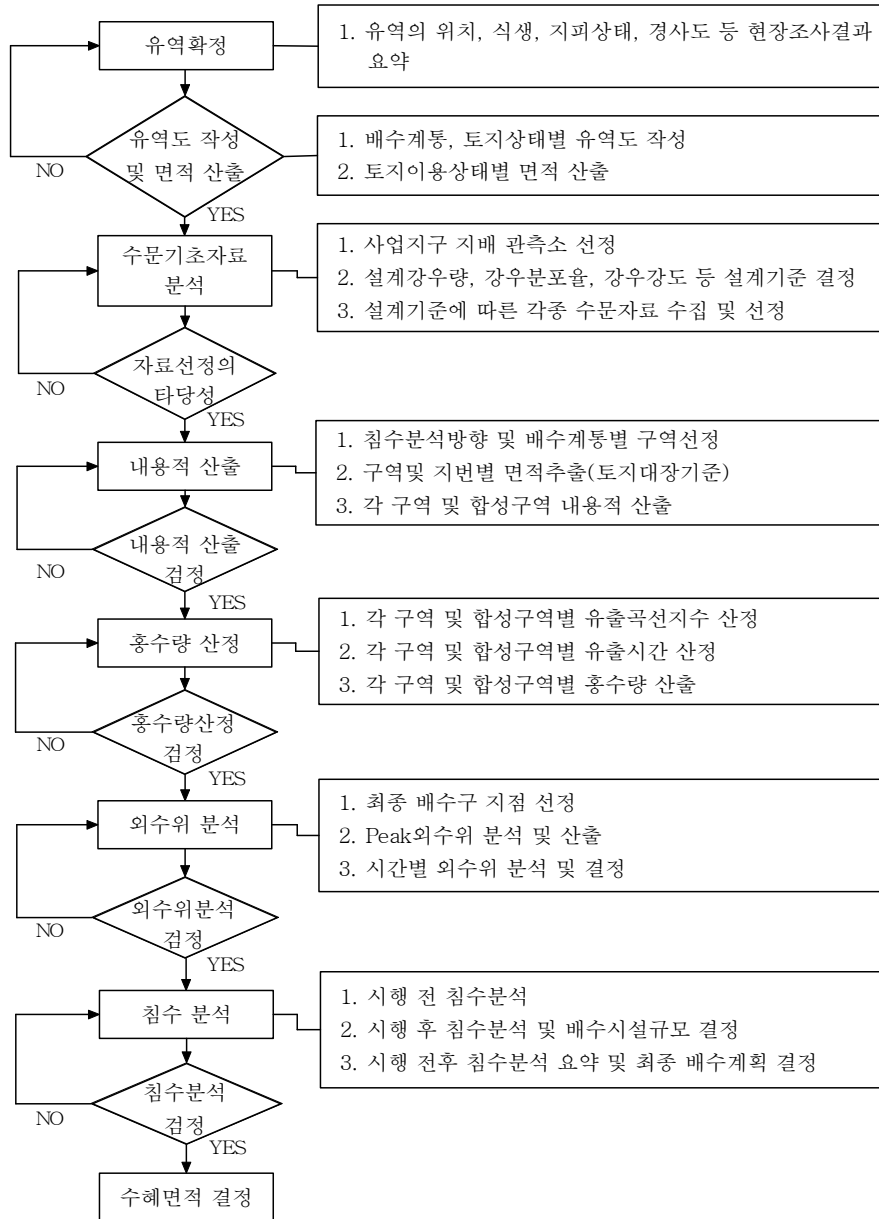 유역확정
1. 유역의 위치, 식생, 지피상태, 경사도 등 현장조사결과
요약
유역도 작성
및 면적 산출
1. 배수계통, 토지상태별 유역도 작성
2. 토지이용상태별 면적 산출
NO
YES
수문기초자료
분석
1. 사업지구 지배 관측소 선정
2. 설계강우량, 강우분포율, 강우강도 등 설계기준 결정
3. 설계기준에 따른 각종 수문자료 수집 및 선정
자료선정의
타당성
NO
YES
내용적 산출
1. 침수분석방향 및 배수계통별 구역선정
2. 구역및 지번별 면적추출(토지대장기준)
3. 각 구역 및 합성구역 내용적 산출
내용적 산출
검정
NO
YES
홍수량 산정
1. 각 구역 및 합성구역별 유출곡선지수 산정
2. 각 구역 및 합성구역별 유출시간 산정
3. 각 구역 및 합성구역별 홍수량 산출
홍수량산정
검정
NO
YES
외수위 분석
1. 최종 배수구 지점 선정
2. Peak외수위 분석 및 산출
3. 시간별 외수위 분석 및 결정
외수위분석
검정
NO
YES
침수 분석
1. 시행 전 침수분석
2. 시행 후 침수분석 및 배수시설규모 결정
3. 시행 전후 침수분석 요약 및 최종 배수계획 결정
침수분석
검정
NO
YES
수혜면적 결정